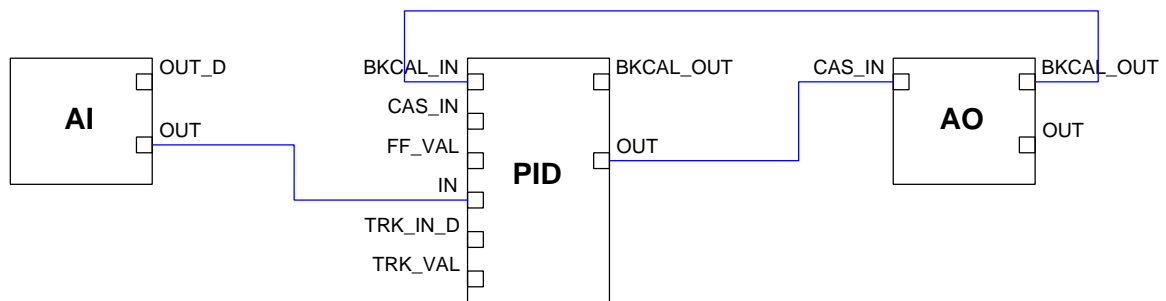 AI
OUT_D
OUT
BKCAL_IN
CAS_IN
FF_VAL
IN
TRK_IN_D
TRK_VAL
PID
BKCAL_OUT
OUT
CAS_IN
AO
BKCAL_OUT
OUT